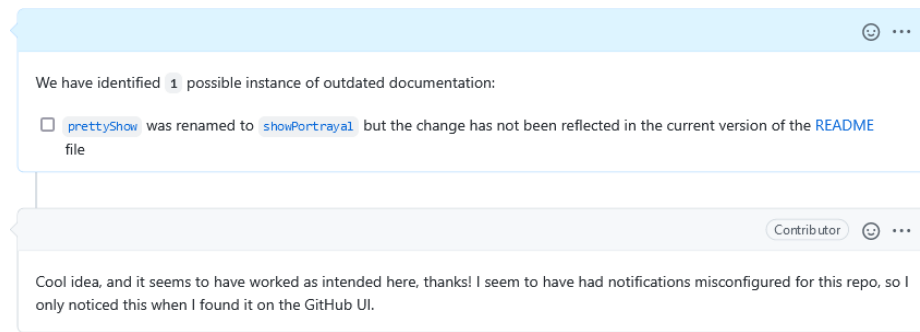 We have identified 1 possible instance of outdated documentation:
prettyShow was renamed to showPortrayal but the change has not been reflected in the current version of the README
file
Contributor
Cool idea, and it seems to have worked as intended here, thanks! I seem to have had notifications misconfigured for this repo, so I
only noticed this when I found it on the GitHub UI.